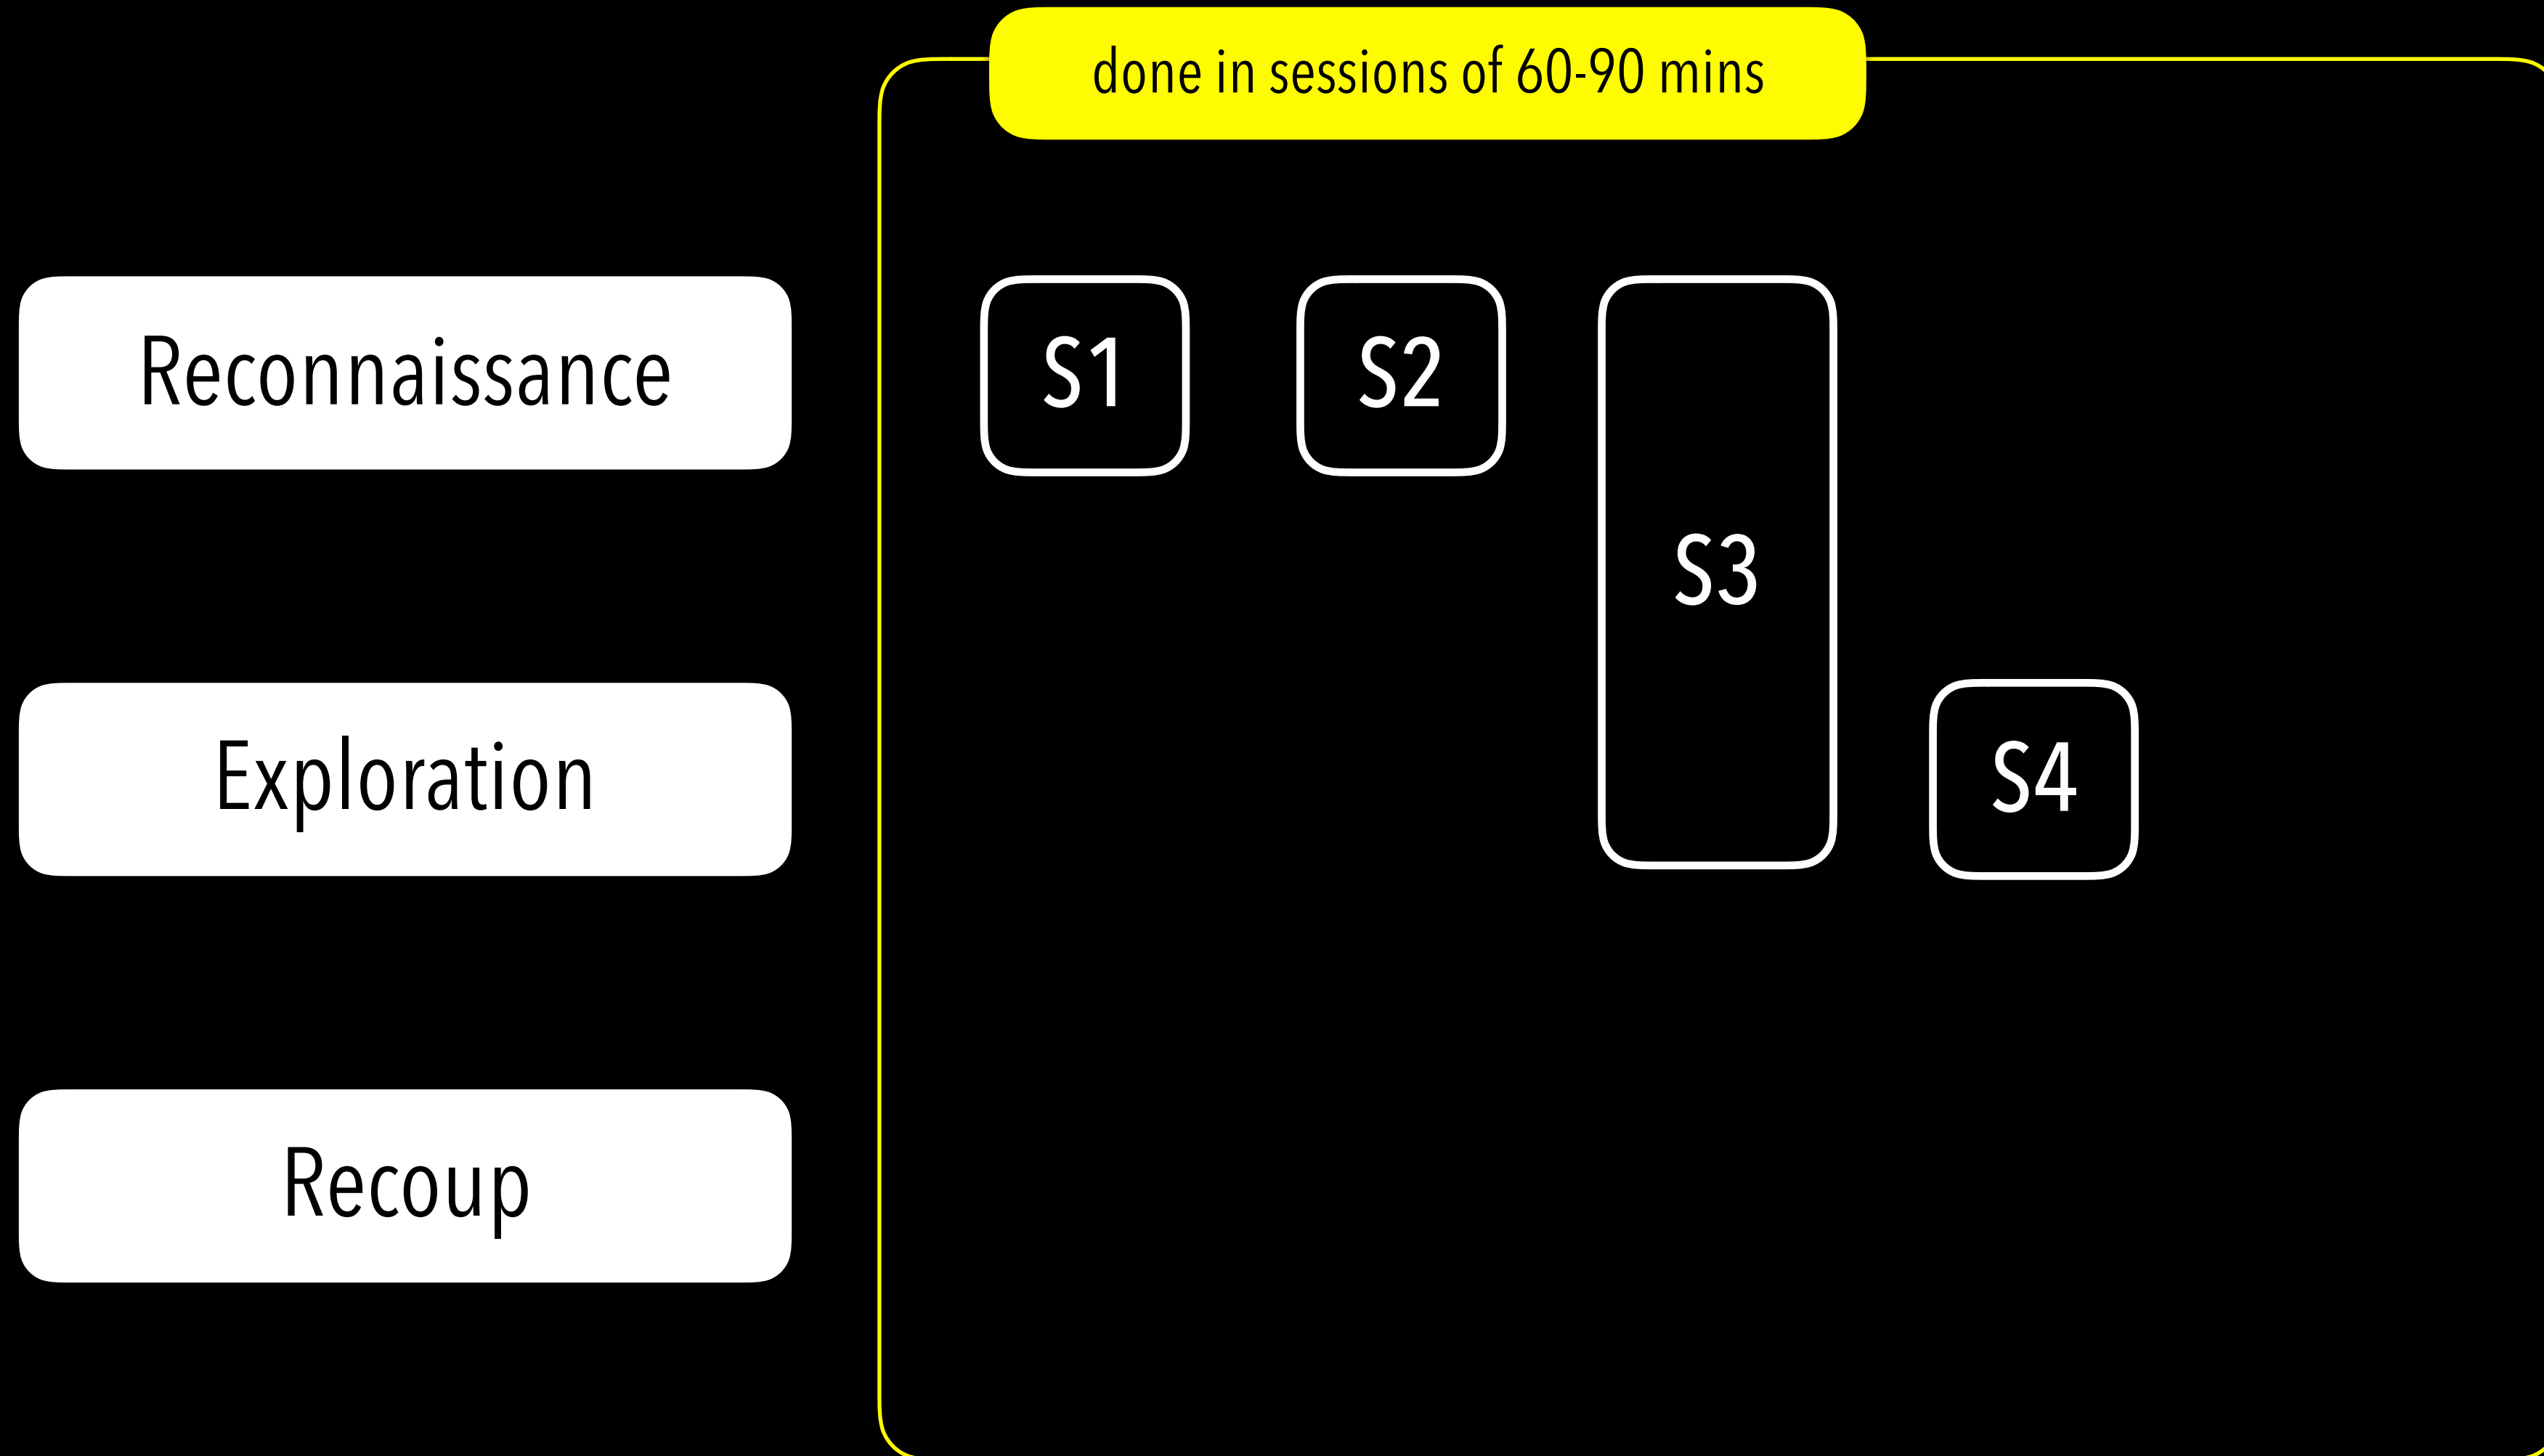 done in sessions of 60-90 mins
Reconnaissance
S1
S2
S3
Exploration
S4
Recoup